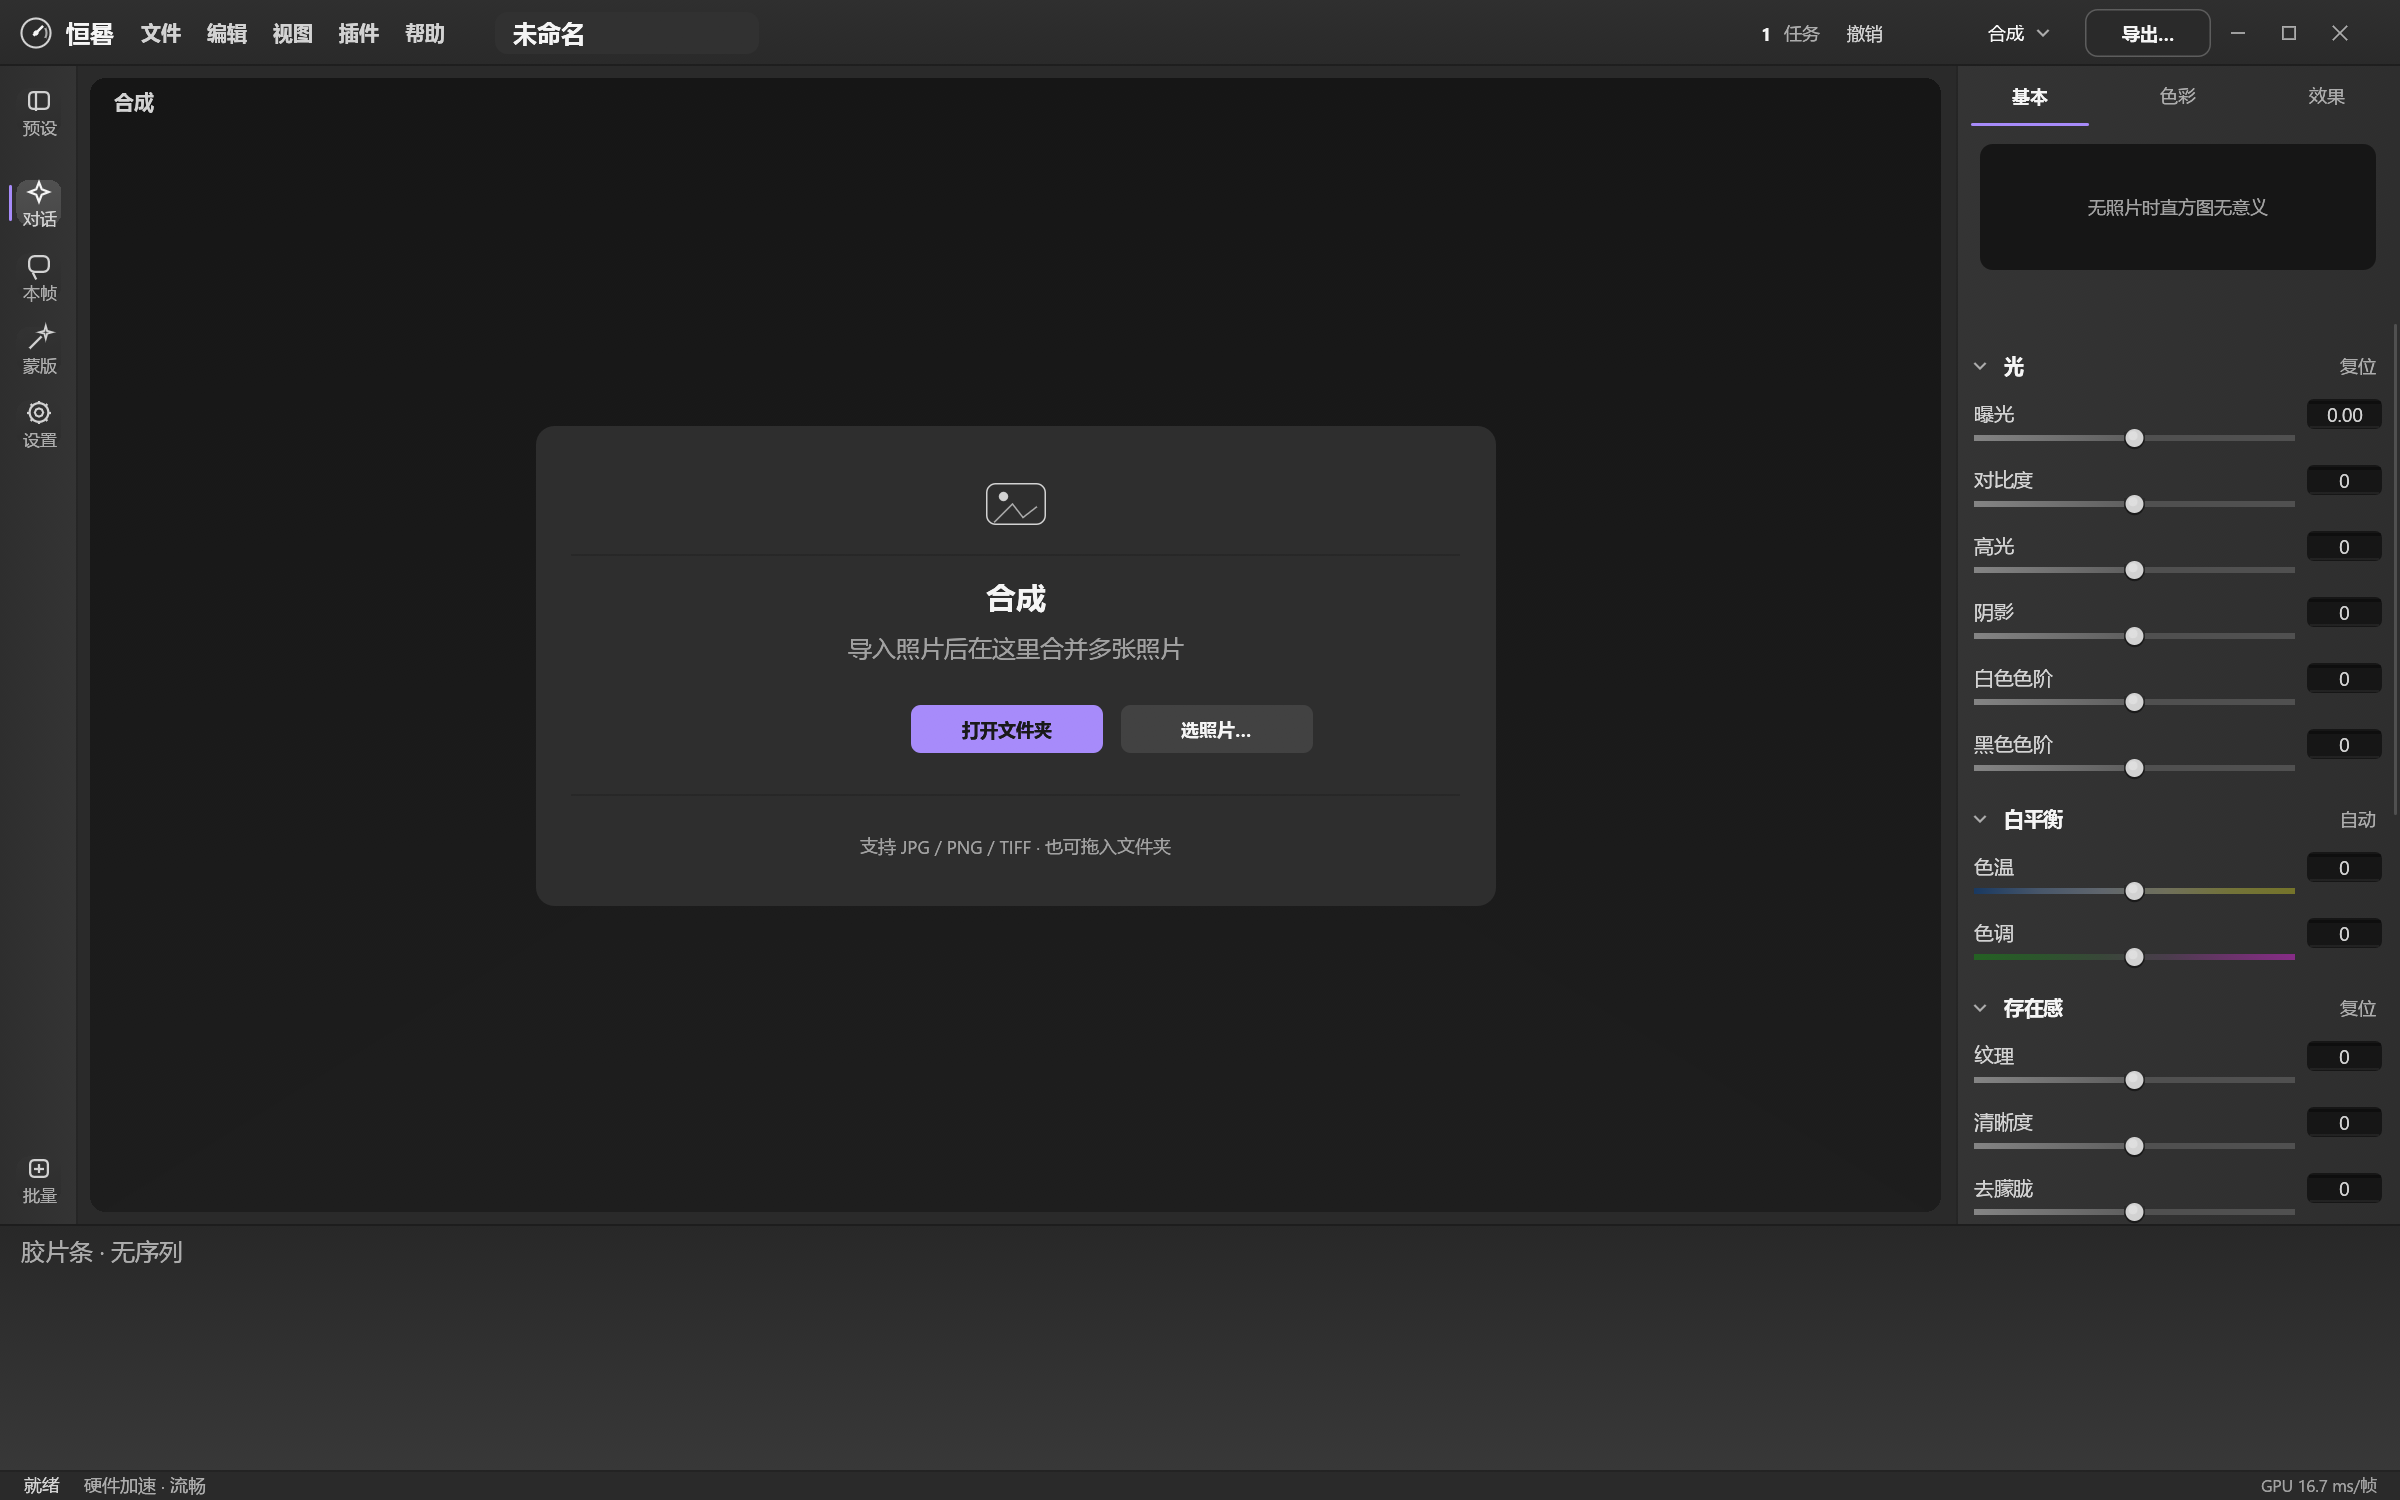 恒晷 文件 编辑 视图 插件 帮助 未命名 1 任务 撤销 合成 导出...
预设
对话
本帧
蒙版
设置
批量
合成
合成
导入照片后在这里合并多张照片
打开文件夹 选照片...
支持 JPG / PNG / TIFF · 也可拖入文件夹
基本 色彩 效果
无照片时直方图无意义
光 复位
曝光 0.00
对比度 0
高光 0
阴影 0
白色色阶 0
黑色色阶 0
白平衡 自动
色温 0
色调 0
存在感 复位
纹理 0
清晰度 0
去朦胧 0
胶片条 · 无序列
就绪 硬件加速 · 流畅 GPU 16.7 ms/帧